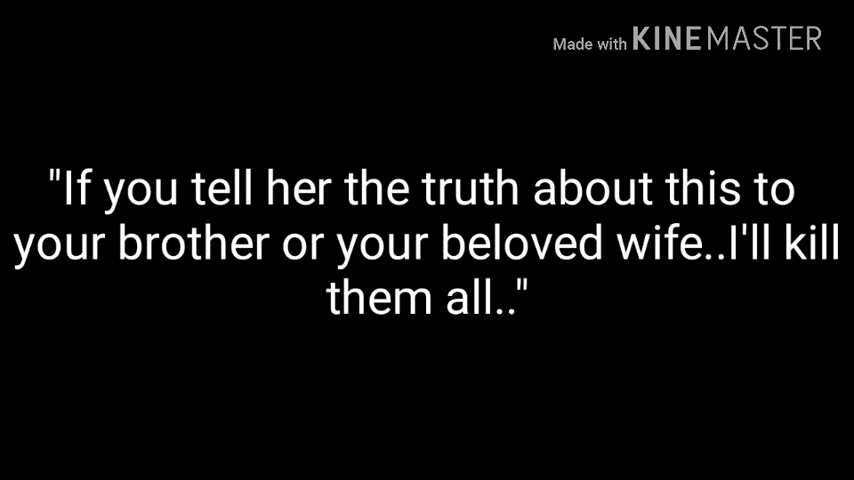 Made with KINEMASTER
"If you tell her the truth about this to
your brother or your beloved wife..I'll kill
them all.."